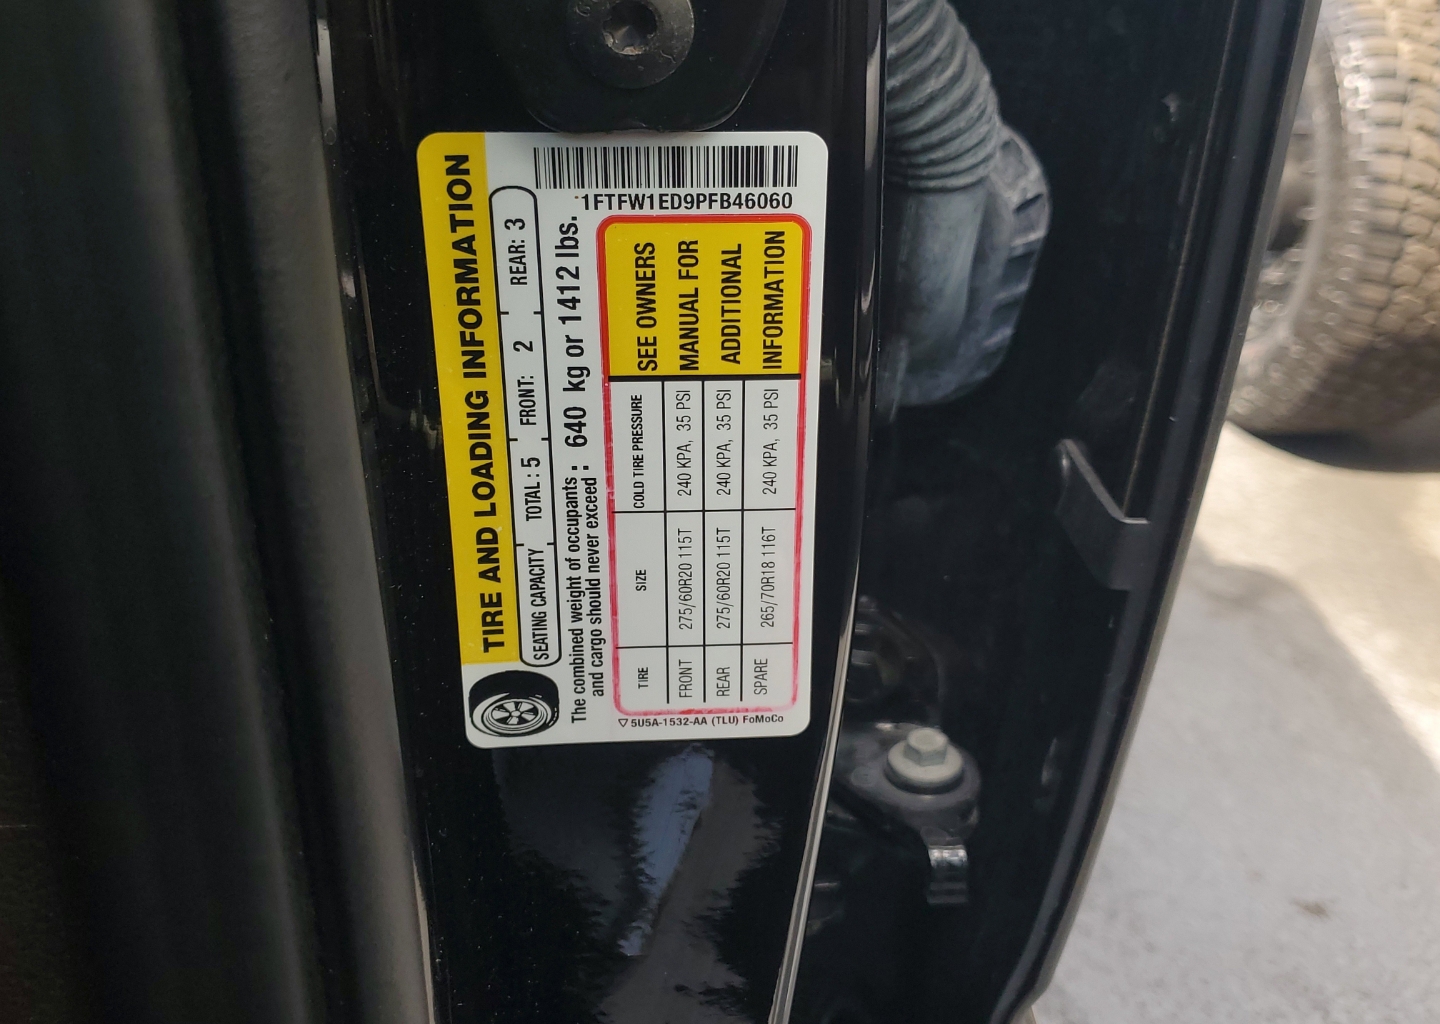 TIRE AND LOADING INFORMATION
SEATING CAPACITY TOTAL : 5 FRONT: 2 REAR: 3
The combined weight of occupants
and cargo should never exceed : 640 kg or 1412 lbs.
1FTFW1ED9PFB46060
TIRE SIZE COLD TIRE PRESSURE
FRONT 275/60R20 115T 240 KPA, 35 PSI
REAR 275/60R20 115T 240 KPA, 35 PSI
SPARE 265/70R18 116T 240 KPA, 35 PSI
SEE OWNERS
MANUAL FOR
ADDITIONAL
INFORMATION
5U5A-1532-AA (TLU) FoMoCo